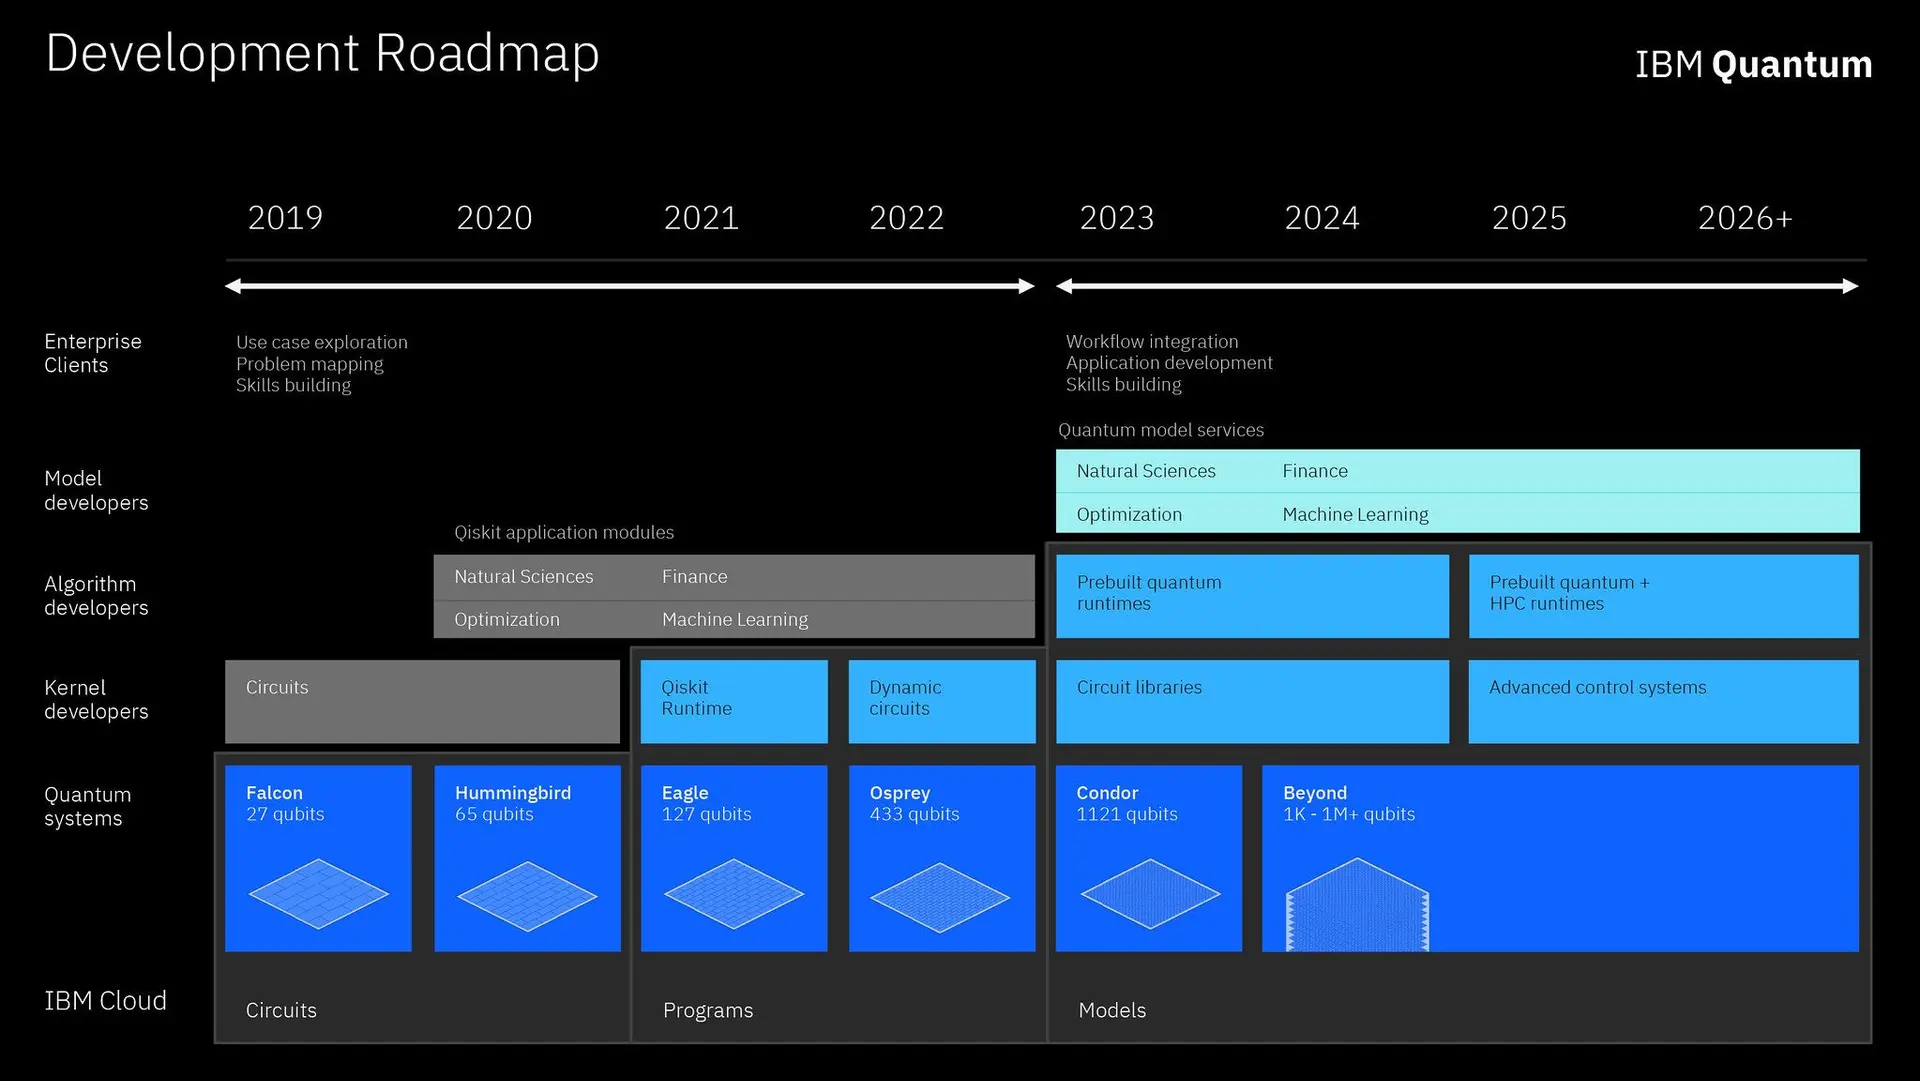 Development Roadmap
IBM Quantum
2019 2020 2021 2022 2023 2024 2025 2026+
Enterprise
Clients
Use case exploration
Problem mapping
Skills building
Workflow integration
Application development
Skills building
Model
developers
Quantum model services
Natural Sciences Finance
Optimization Machine Learning
Algorithm
developers
Qiskit application modules
Natural Sciences Finance
Optimization Machine Learning
Prebuilt quantum
runtimes
Prebuilt quantum +
HPC runtimes
Kernel
developers
Circuits
Qiskit
Runtime
Dynamic
circuits
Circuit libraries
Advanced control systems
Quantum
systems
Falcon
27 qubits
Hummingbird
65 qubits
Eagle
127 qubits
Osprey
433 qubits
Condor
1121 qubits
Beyond
1K - 1M+ qubits
IBM Cloud
Circuits
Programs
Models